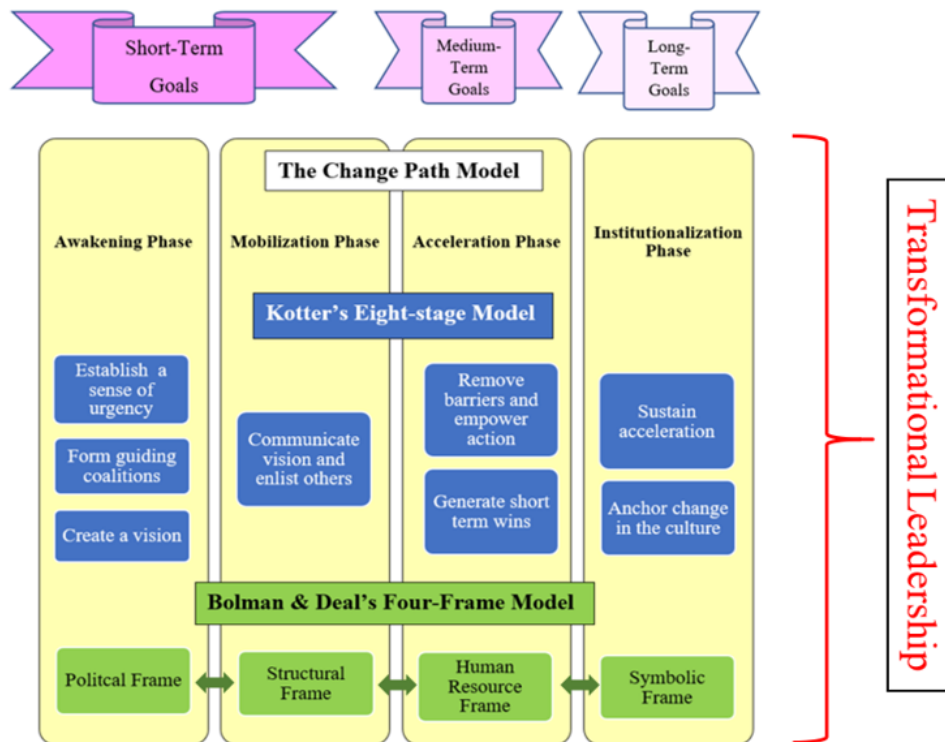 Short-Term
Goals
Medium-
Term
Goals
Long-
Term
Goals
The Change Path Model
Awakening Phase
Mobilization Phase
Acceleration Phase
Institutionalization
Phase
Kotter's Eight-stage Model
Establish a
sense of
urgency
Form guiding
coalitions
Create a vision
Communicate
vision and
enlist others
Remove
barriers and
empower
action
Generate short
term wins
Sustain
acceleration
Anchor change
in the culture
Bolman & Deal's Four-Frame Model
Politcal Frame
Structural
Frame
Human
Resource
Frame
Symbolic
Frame
Transformational Leadership